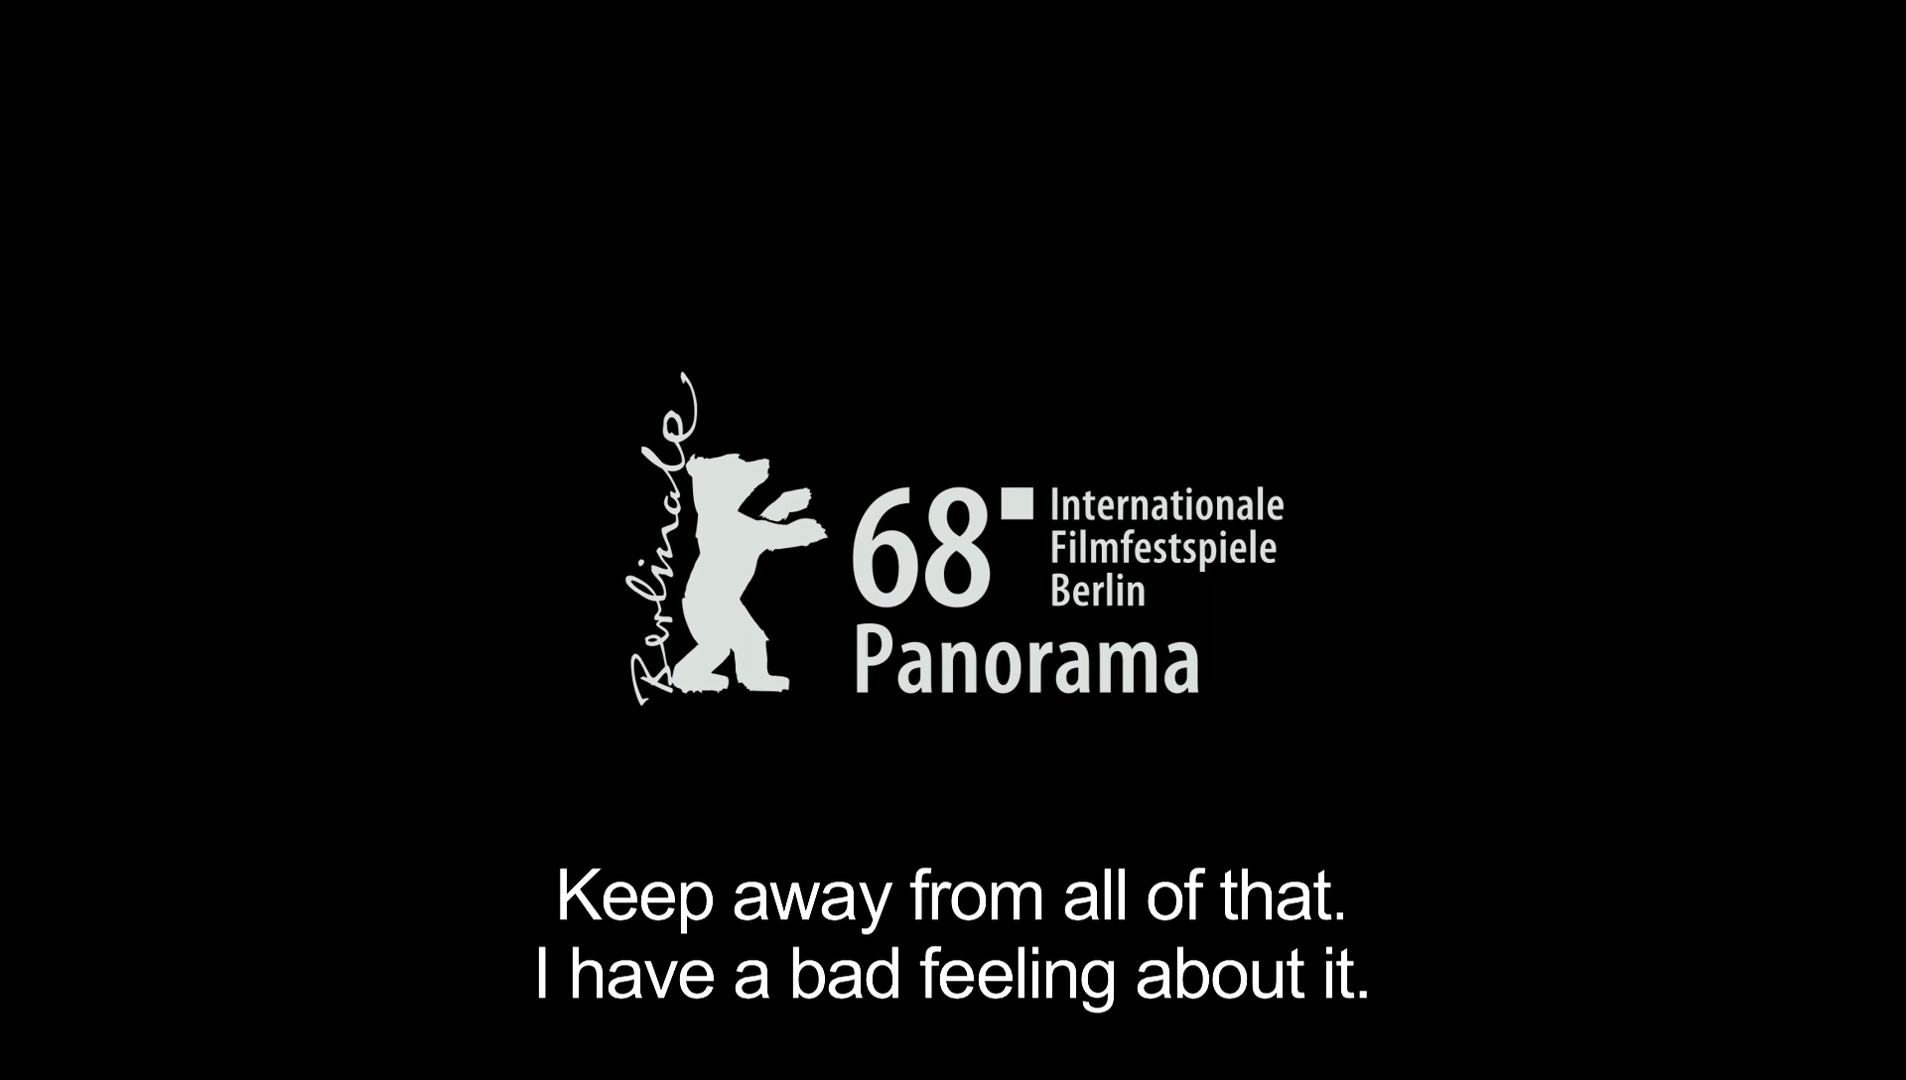 Berlinale
68
Internationale
Filmfestspiele
Berlin
Panorama
Keep away from all of that.
I have a bad feeling about it.